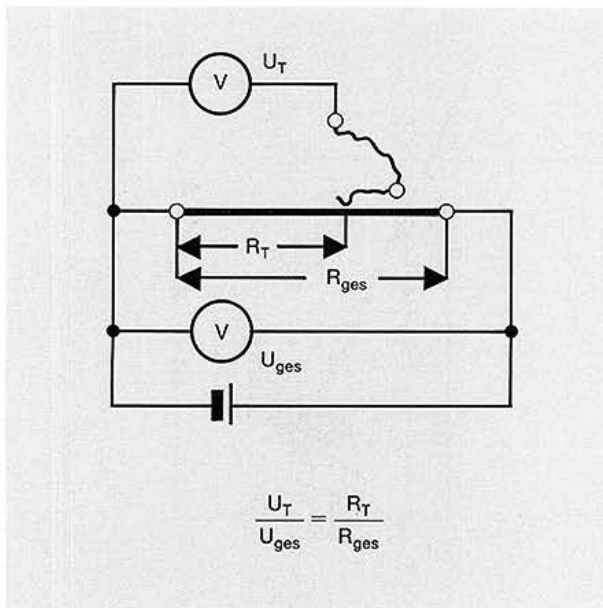 U_T
V
R_T
R_ges
V
U_ges
U_T / U_ges = R_T / R_ges